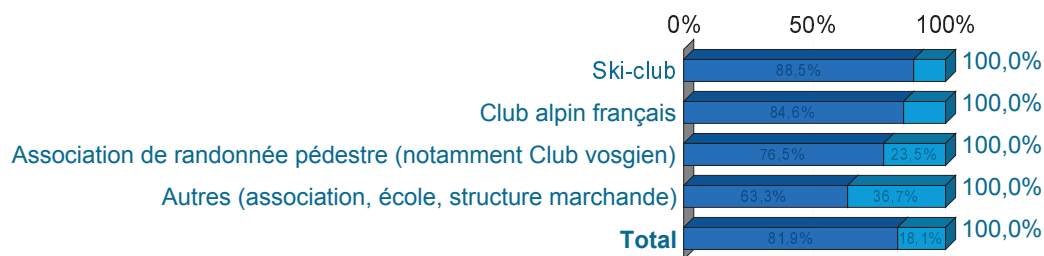 0% 50% 100%
Ski-club 88,5% 100,0%
Club alpin français 84,6% 100,0%
Association de randonnée pédestre (notamment Club vosgien) 76,5% 23,5% 100,0%
Autres (association, école, structure marchande) 63,3% 36,7% 100,0%
Total 81,9% 18,1% 100,0%